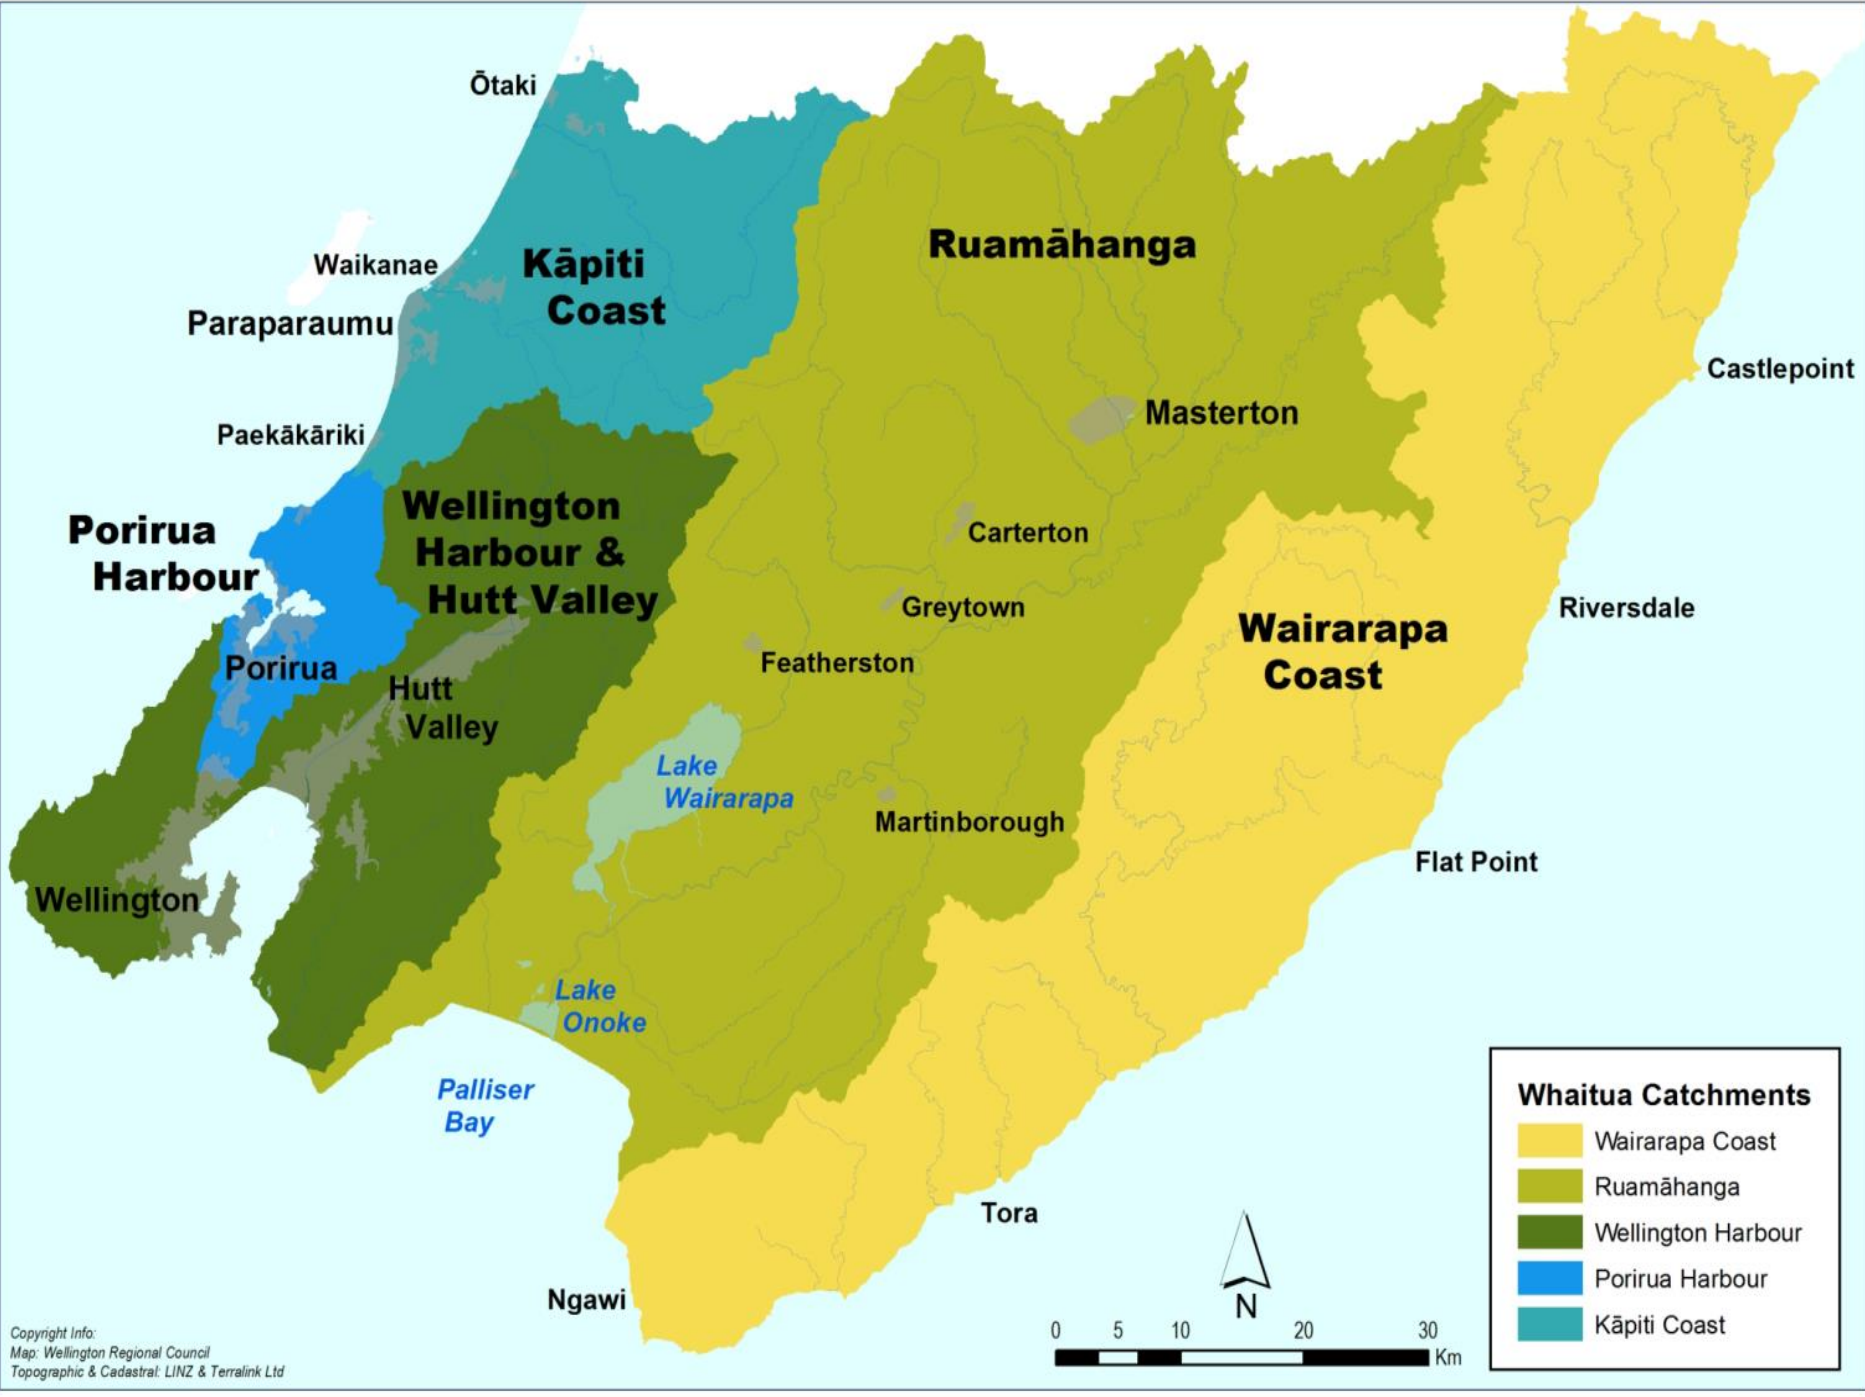 Ōtaki
Waikanae
Kāpiti
Coast
Ruamāhanga
Paraparaumu
Castlepoint
Paekākāriki
Masterton
Porirua
Harbour
Wellington
Harbour &
Hutt Valley
Carterton
Greytown
Riversdale
Featherston
Wairarapa
Coast
Porirua
Hutt
Valley
Lake
Wairarapa
Martinborough
Flat Point
Wellington
Lake
Onoke
Palliser
Bay
Tora
Ngawi
N
0 5 10 20 30
Km
Whaitua Catchments
Wairarapa Coast
Ruamāhanga
Wellington Harbour
Porirua Harbour
Kāpiti Coast
Copyright Info:
Map: Wellington Regional Council
Topographic & Cadastral: LINZ & Terralink Ltd